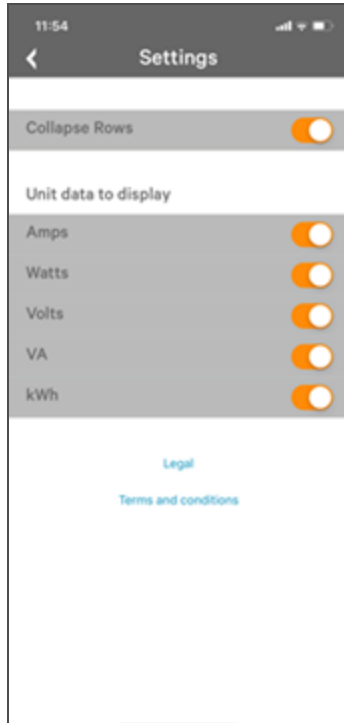 11:54
Settings
Collapse Rows
Unit data to display
Amps
Watts
Volts
VA
kWh
Legal
Terms and conditions